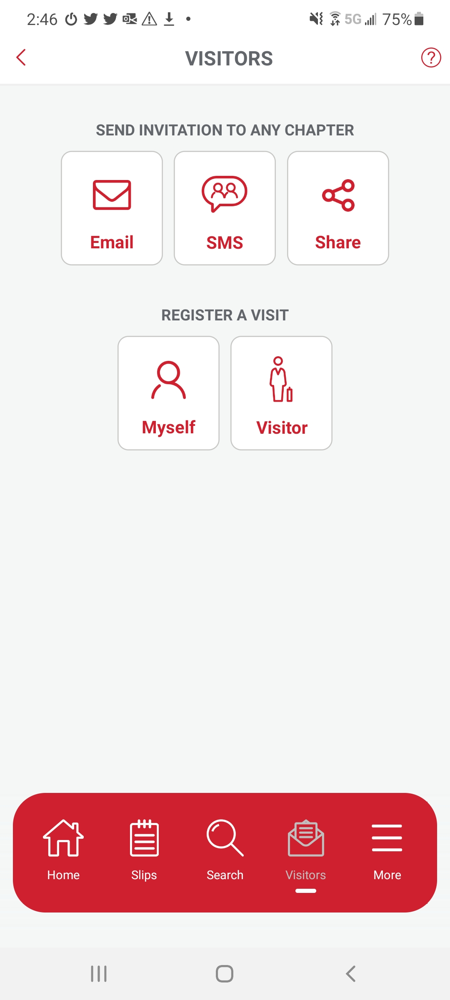 2:46 5G 75%
VISITORS
SEND INVITATION TO ANY CHAPTER
Email SMS Share
REGISTER A VISIT
Myself Visitor
Home Slips Search Visitors More